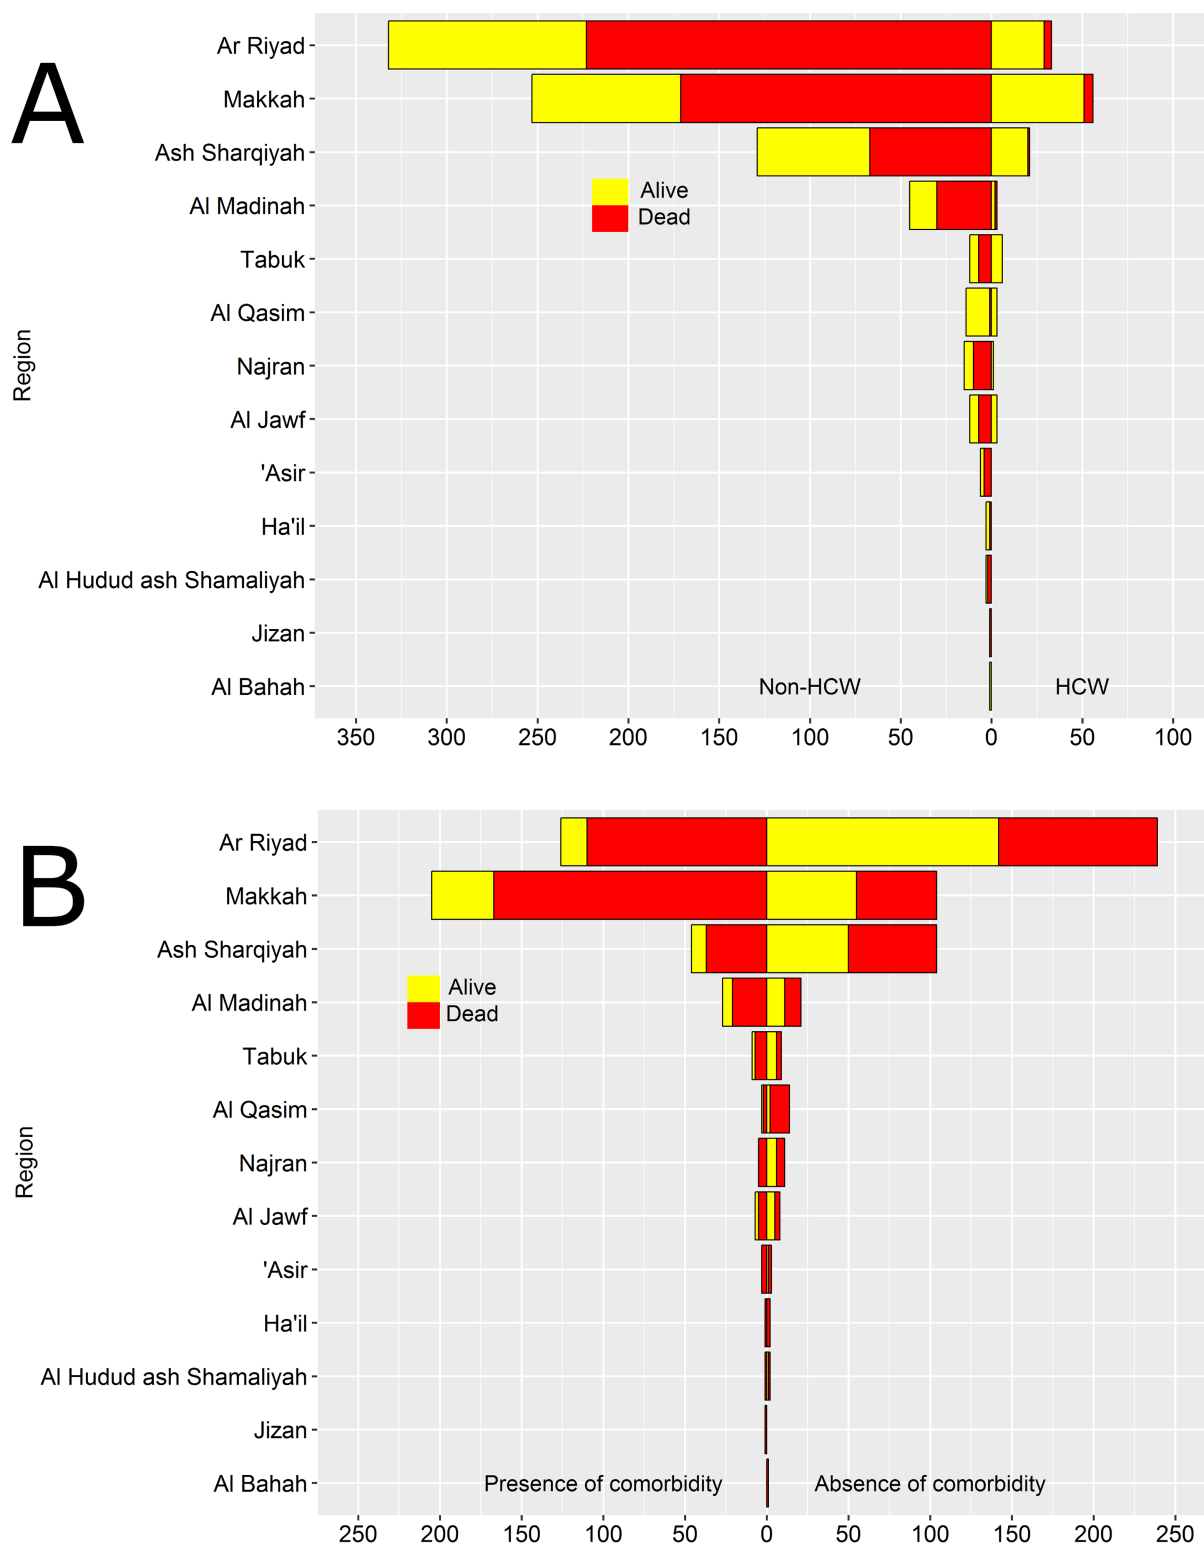 A
Ar Riyad
Makkah
Ash Sharqiyah
Al Madinah
Tabuk
Al Qasim
Najran
Al Jawf
'Asir
Ha'il
Al Hudud ash Shamaliyah
Jizan
Al Bahah
Region
Alive
Dead
Non-HCW HCW
350 300 250 200 150 100 50 0 50 100
B
Ar Riyad
Makkah
Ash Sharqiyah
Al Madinah
Tabuk
Al Qasim
Najran
Al Jawf
'Asir
Ha'il
Al Hudud ash Shamaliyah
Jizan
Al Bahah
Region
Alive
Dead
Presence of comorbidity Absence of comorbidity
250 200 150 100 50 0 50 100 150 200 250